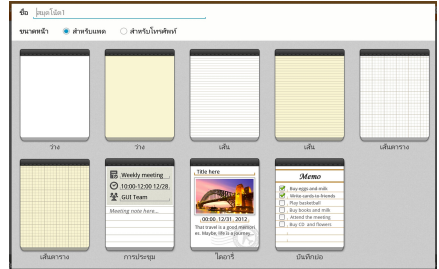 ชื่อ สมุดโน้ต1
ขนาดหน้า สำหรับแพด สำหรับโทรศัพท์
ว่าง ว่าง เส้น เส้น เส้นตาราง
Weekly meeting
10:00-12:00 12/28.
GUI Team
Meeting note here...
Title here
00:00 12/31 2012.
That travel is a good memori
es. Maybe, life is a journey.
Memo
Buy eggs and milk
Write cards to friends
Play basketball
Buy books and milk
Attend the meeting
Buy CD and flowers
เส้นตาราง การประชุม ไดอารี่ บันทึกย่อ